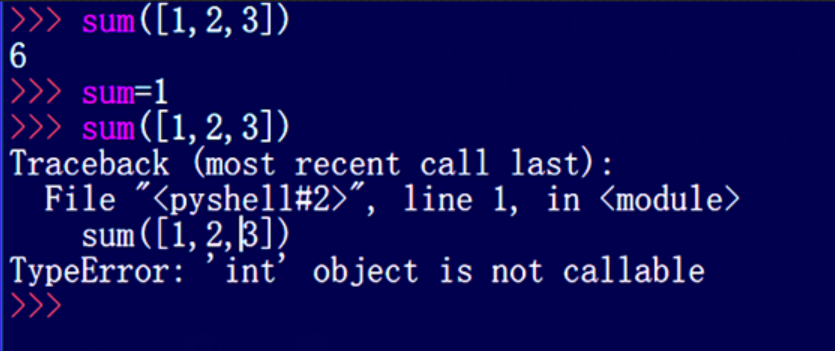 >>> sum([1,2,3])
6
>>> sum=1
>>> sum([1,2,3])
Traceback (most recent call last):
  File "<pyshell#2>", line 1, in <module>
    sum([1,2,3])
TypeError: 'int' object is not callable
>>>